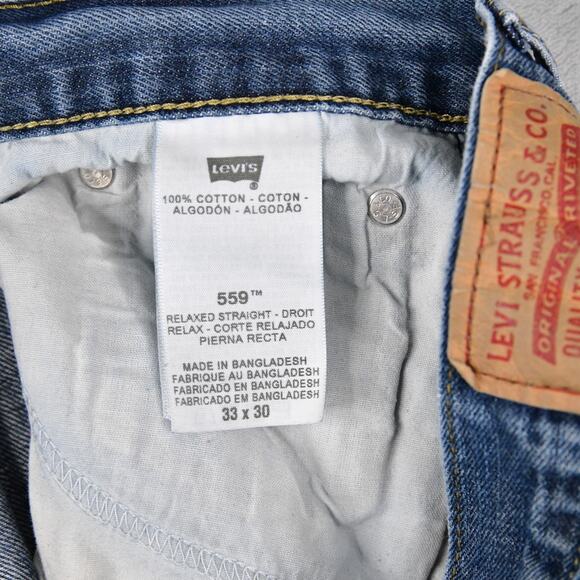 Levi's
®
100% COTTON - COTON -
ALGODÓN - ALGODÃO
559™
RELAXED STRAIGHT - DROIT
RELAX - CORTE RELAJADO
PIERNA RECTA
MADE IN BANGLADESH
FABRIQUE AU BANGLADESH
FABRICADO EN BANGLADESH
FABRICADO EM BANGLADESH
33 x 30
LEVI STRAUSS & CO.
SAN FRANCISCO, CAL.
ORIGINAL RIVETED